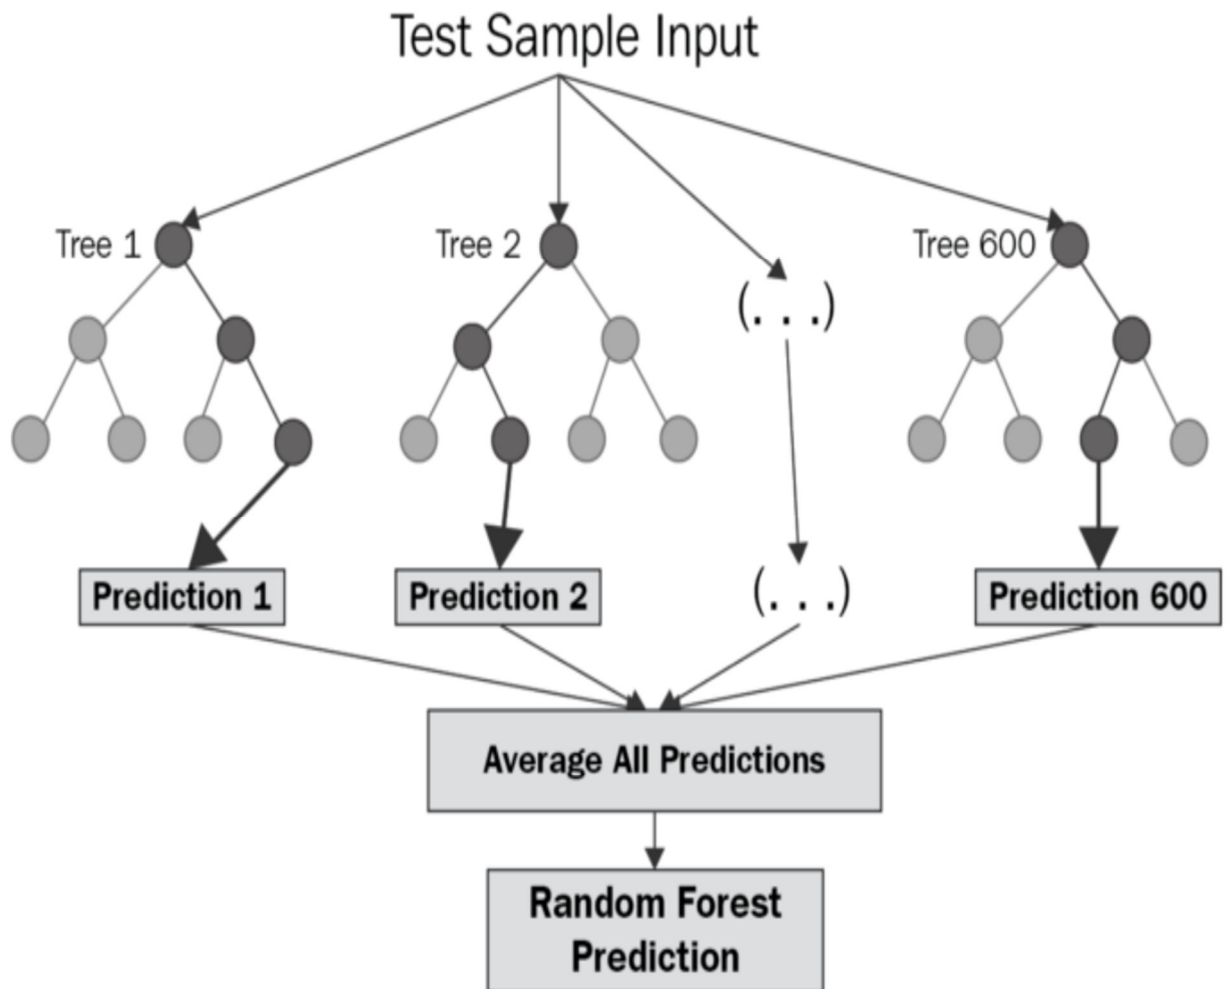 Test Sample Input
Tree 1
Tree 2
Tree 600
(. . .)
Prediction 1
Prediction 2
(. . .)
Prediction 600
Average All Predictions
Random Forest
Prediction